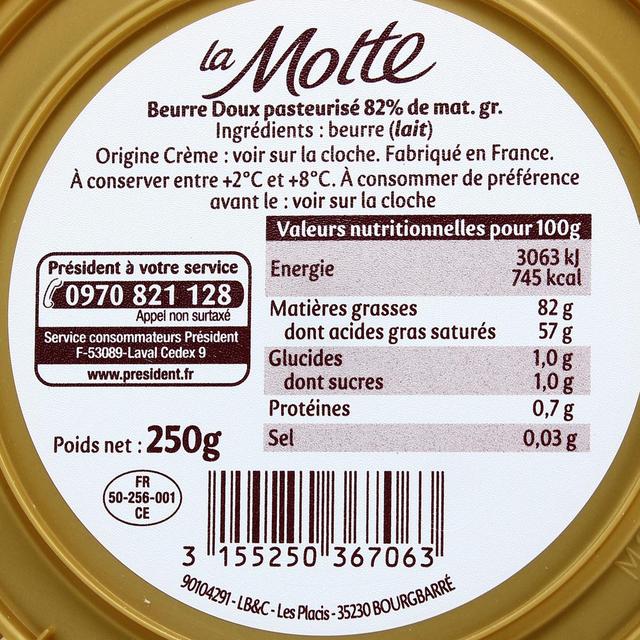 la Motte
Beurre Doux pasteurisé 82% de mat. gr.
Ingrédients : beurre (lait)
Origine Crème : voir sur la cloche. Fabriqué en France.
À conserver entre +2°C et +8°C. À consommer de préférence
avant le : voir sur la cloche
Président à votre service
0970 821 128
Appel non surtaxé
Service consommateurs Président
F-53089-Laval Cedex 9
www.president.fr
Valeurs nutritionnelles pour 100g
Energie 3063 kJ
745 kcal
Matières grasses 82 g
dont acides gras saturés 57 g
Glucides 1,0 g
dont sucres 1,0 g
Protéines 0,7 g
Sel 0,03 g
Poids net : 250g
FR
50-256-001
CE
3 155250 367063
90104291 - LB&C - Les Placis - 35230 BOURGBARRÉ